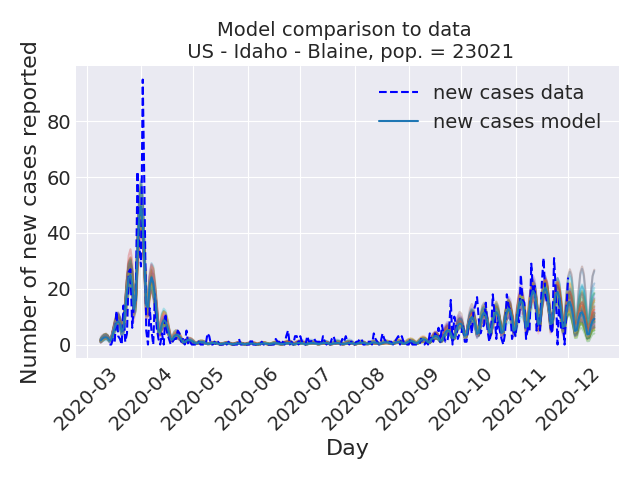 Model comparison to data
US - Idaho - Blaine, pop. = 23021
Number of new cases reported
80
60
40
20
0
new cases data
new cases model
2020-03
2020-04
2020-05
2020-06
2020-07
2020-08
2020-09
2020-10
2020-11
2020-12
Day